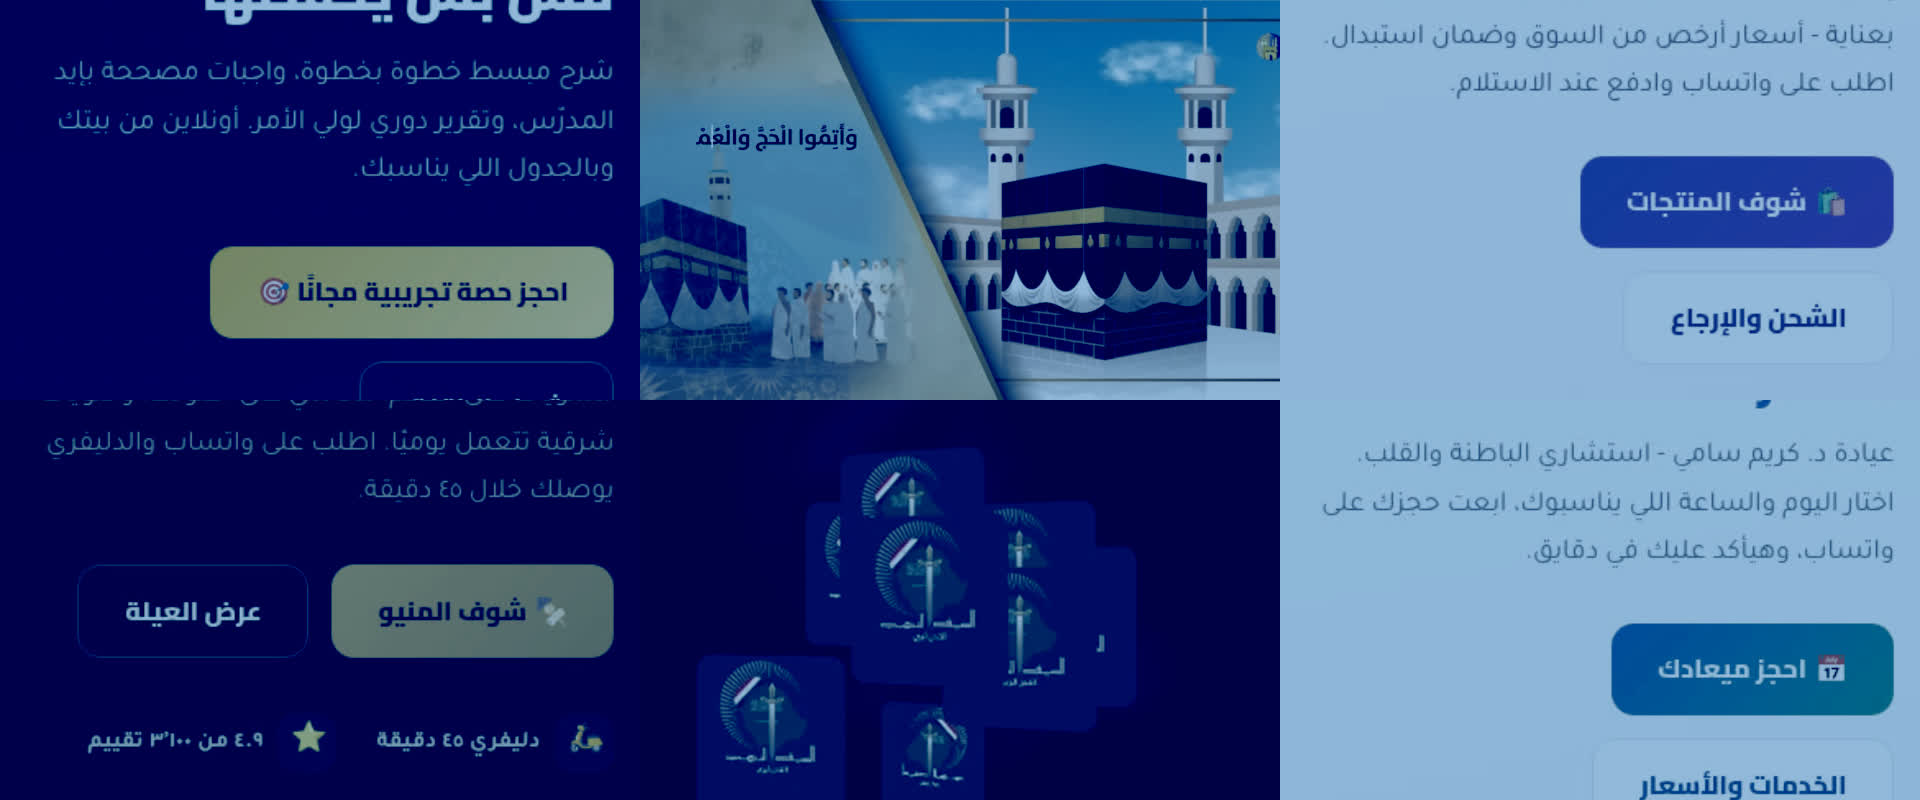 شرح مبسط خطوة بخطوة، واجبات مصححة بإيد
المدرّس، وتقرير دوري لولي الأمر. أونلاين من بيتك
وبالجدول اللي يناسبك.
احجز حصة تجريبية مجانًا
وَأَتِمُّوا الْحَجَّ وَالْعُمْ
بعناية - أسعار أرخص من السوق وضمان استبدال.
اطلب على واتساب وادفع عند الاستلام.
شوف المنتجات
الشحن والإرجاع
شرقية تتعمل يوميًا. اطلب على واتساب والدليفري
يوصلك خلال ٤٥ دقيقة.
شوف المنيو
عرض العيلة
دليفري ٤٥ دقيقة
٤.٩ من ٣٬١٠٠ تقييم
عيادة د. كريم سامي - استشاري الباطنة والقلب.
اختار اليوم والساعة اللي يناسبوك، ابعت حجزك على
واتساب، وهيأكد عليك في دقايق.
17 احجز ميعادك
الخدمات والأسعار